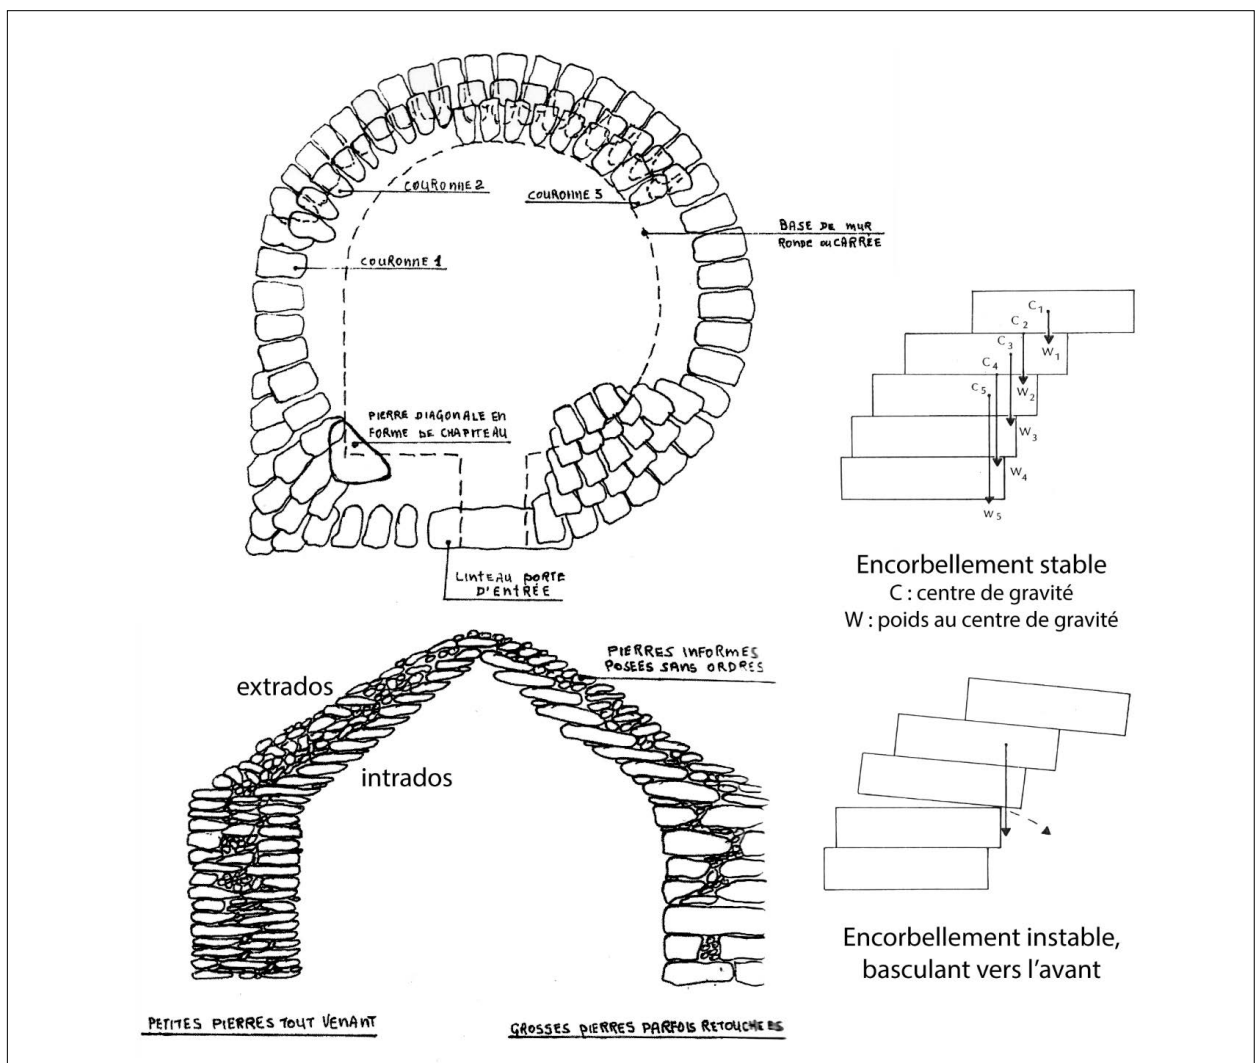 COURONNE 2
COURONNE 3
BASE DE MUR
RONDE OU CARRÉE
COURONNE 1
PIERRE DIAGONALE EN
FORME DE CHAPITEAU
LINTEAU PORTE
D'ENTRÉE
C1
C2
C3
C4
C5
W1
W2
W3
W4
W5
Encorbellement stable
C : centre de gravité
W : poids au centre de gravité
PIERRES INFORMES
POSEES SANS ORDRES
extrados
intrados
Encorbellement instable,
basculant vers l'avant
PETITES PIERRES TOUT VENANT
GROSSES PIERRES PARFOIS RETOUCHEES